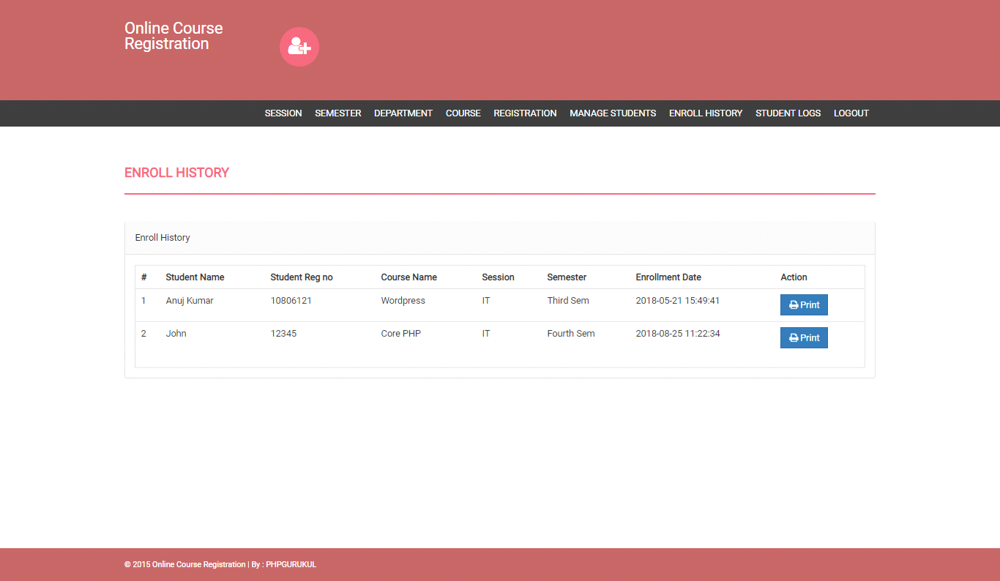 Online Course
Registration
SESSION SEMESTER DEPARTMENT COURSE REGISTRATION MANAGE STUDENTS ENROLL HISTORY STUDENT LOGS LOGOUT
ENROLL HISTORY
Enroll History
# Student Name Student Reg no Course Name Session Semester Enrollment Date Action
1 Anuj Kumar 10806121 Wordpress IT Third Sem 2018-05-21 15:49:41 Print
2 John 12345 Core PHP IT Fourth Sem 2018-08-25 11:22:34 Print
© 2015 Online Course Registration | By : PHPGURUKUL